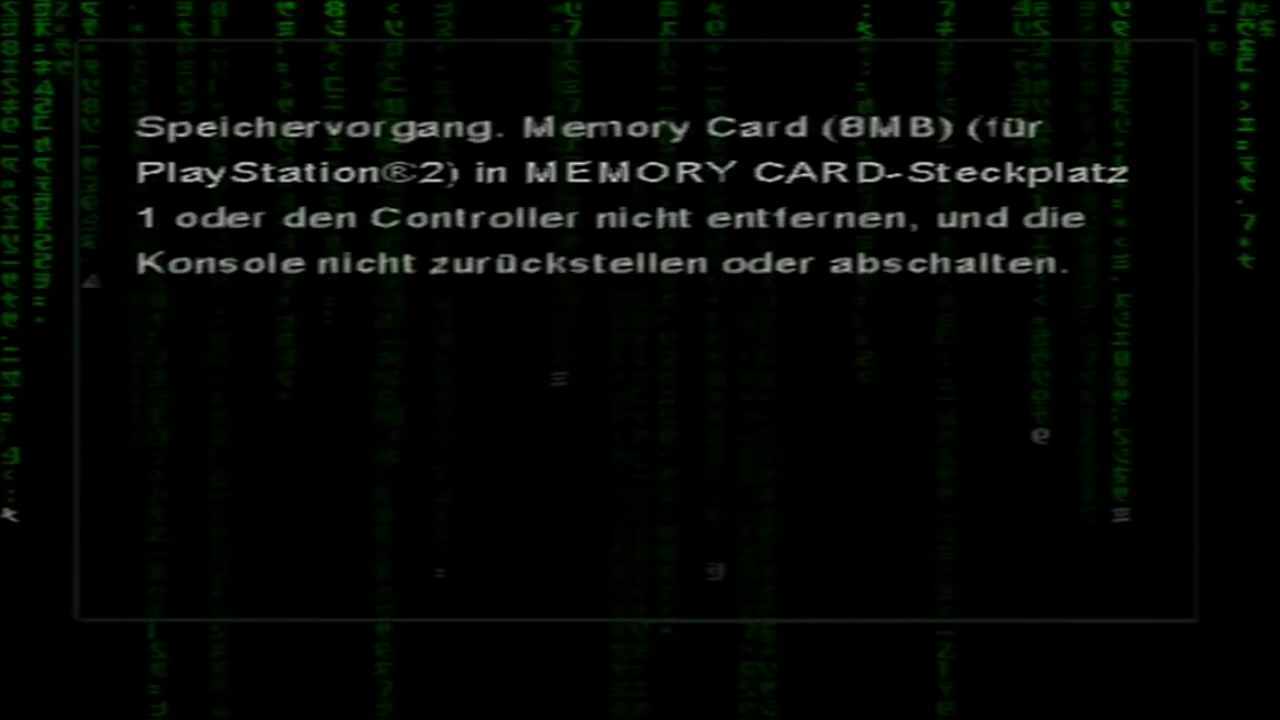 Speichervorgang. Memory Card (8MB) (für
PlayStation®2) in MEMORY CARD-Steckplatz
1 oder den Controller nicht entfernen, und die
Konsole nicht zurückstellen oder abschalten.